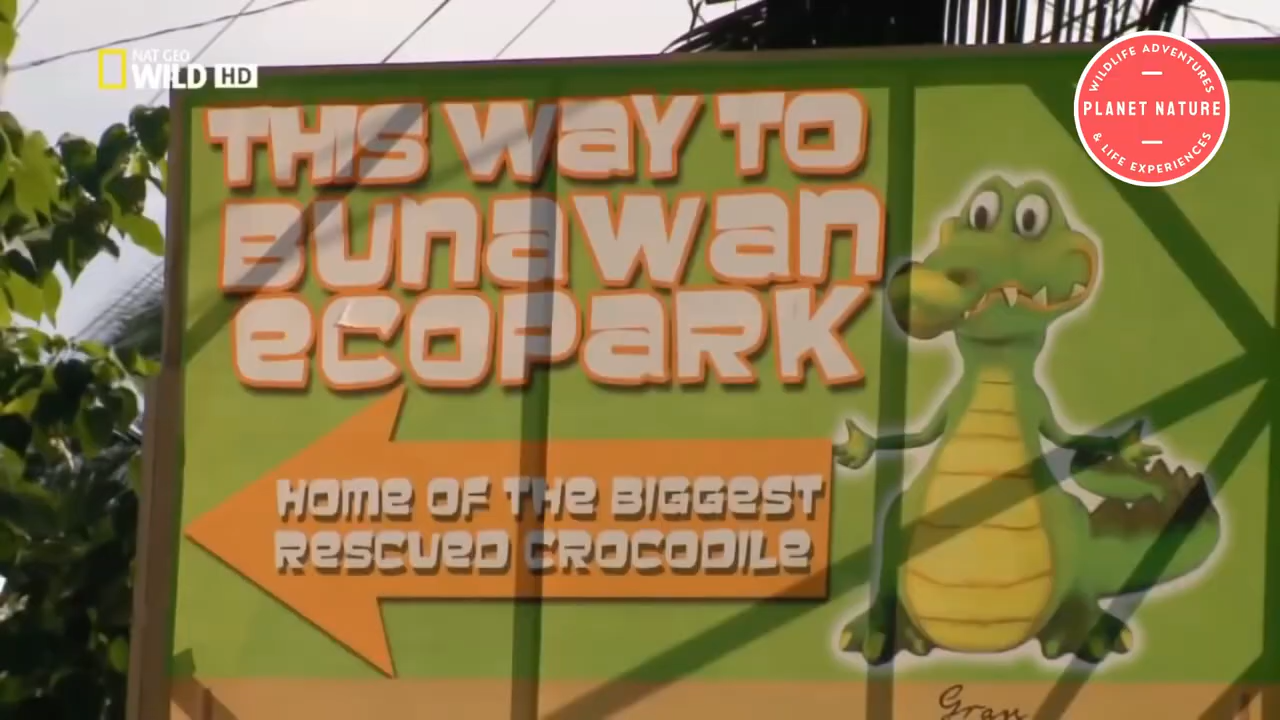 NAT GEO
WILD HD
WILDLIFE ADVENTURES
PLANET NATURE
& LIFE EXPERIENCES
THIS WAY TO
BUNAWAN
ECOPARK
HOME OF THE BIGGEST
RESCUED CROCODILE
Gran